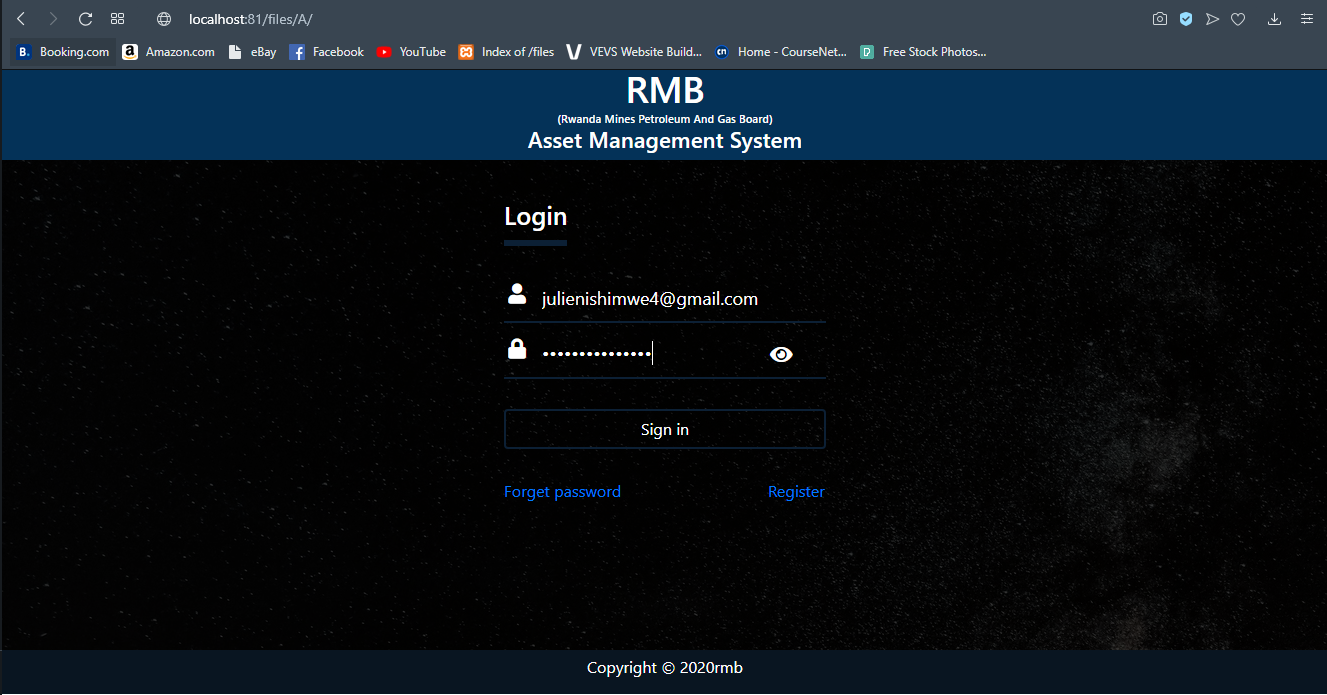 localhost:81/files/A/
Booking.com Amazon.com eBay Facebook YouTube Index of /files VEVS Website Build... Home - CourseNet... Free Stock Photos...
RMB
(Rwanda Mines Petroleum And Gas Board)
Asset Management System
Login
julienishimwe4@gmail.com
•••••••••••••••
Sign in
Forget password Register
Copyright © 2020rmb